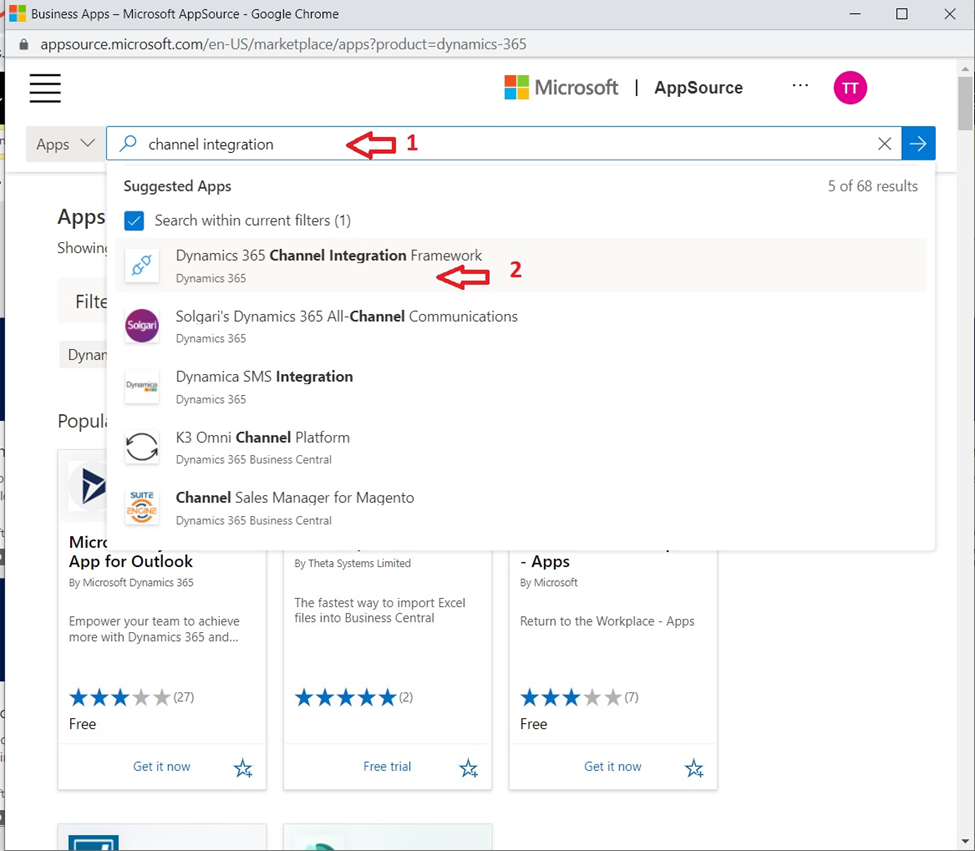 Business Apps – Microsoft AppSource - Google Chrome
appsource.microsoft.com/en-US/marketplace/apps?product=dynamics-365
Microsoft | AppSource ... TT
Apps channel integration 1
Suggested Apps 5 of 68 results
Search within current filters (1)
Dynamics 365 Channel Integration Framework
Dynamics 365
2
Solgari
Solgari's Dynamics 365 All-Channel Communications
Dynamics 365
Dynamica
Dynamica SMS Integration
Dynamics 365
K3 Omni Channel Platform
Dynamics 365 Business Central
SUITE
ENGINE
Channel Sales Manager for Magento
Dynamics 365 Business Central
Apps
App for Outlook
By Microsoft Dynamics 365
Empower your team to achieve
more with Dynamics 365 and...
(27)
Free
Get it now
By Theta Systems Limited
The fastest way to import Excel
files into Business Central
(2)
Free trial
- Apps
By Microsoft
Return to the Workplace - Apps
(7)
Free
Get it now